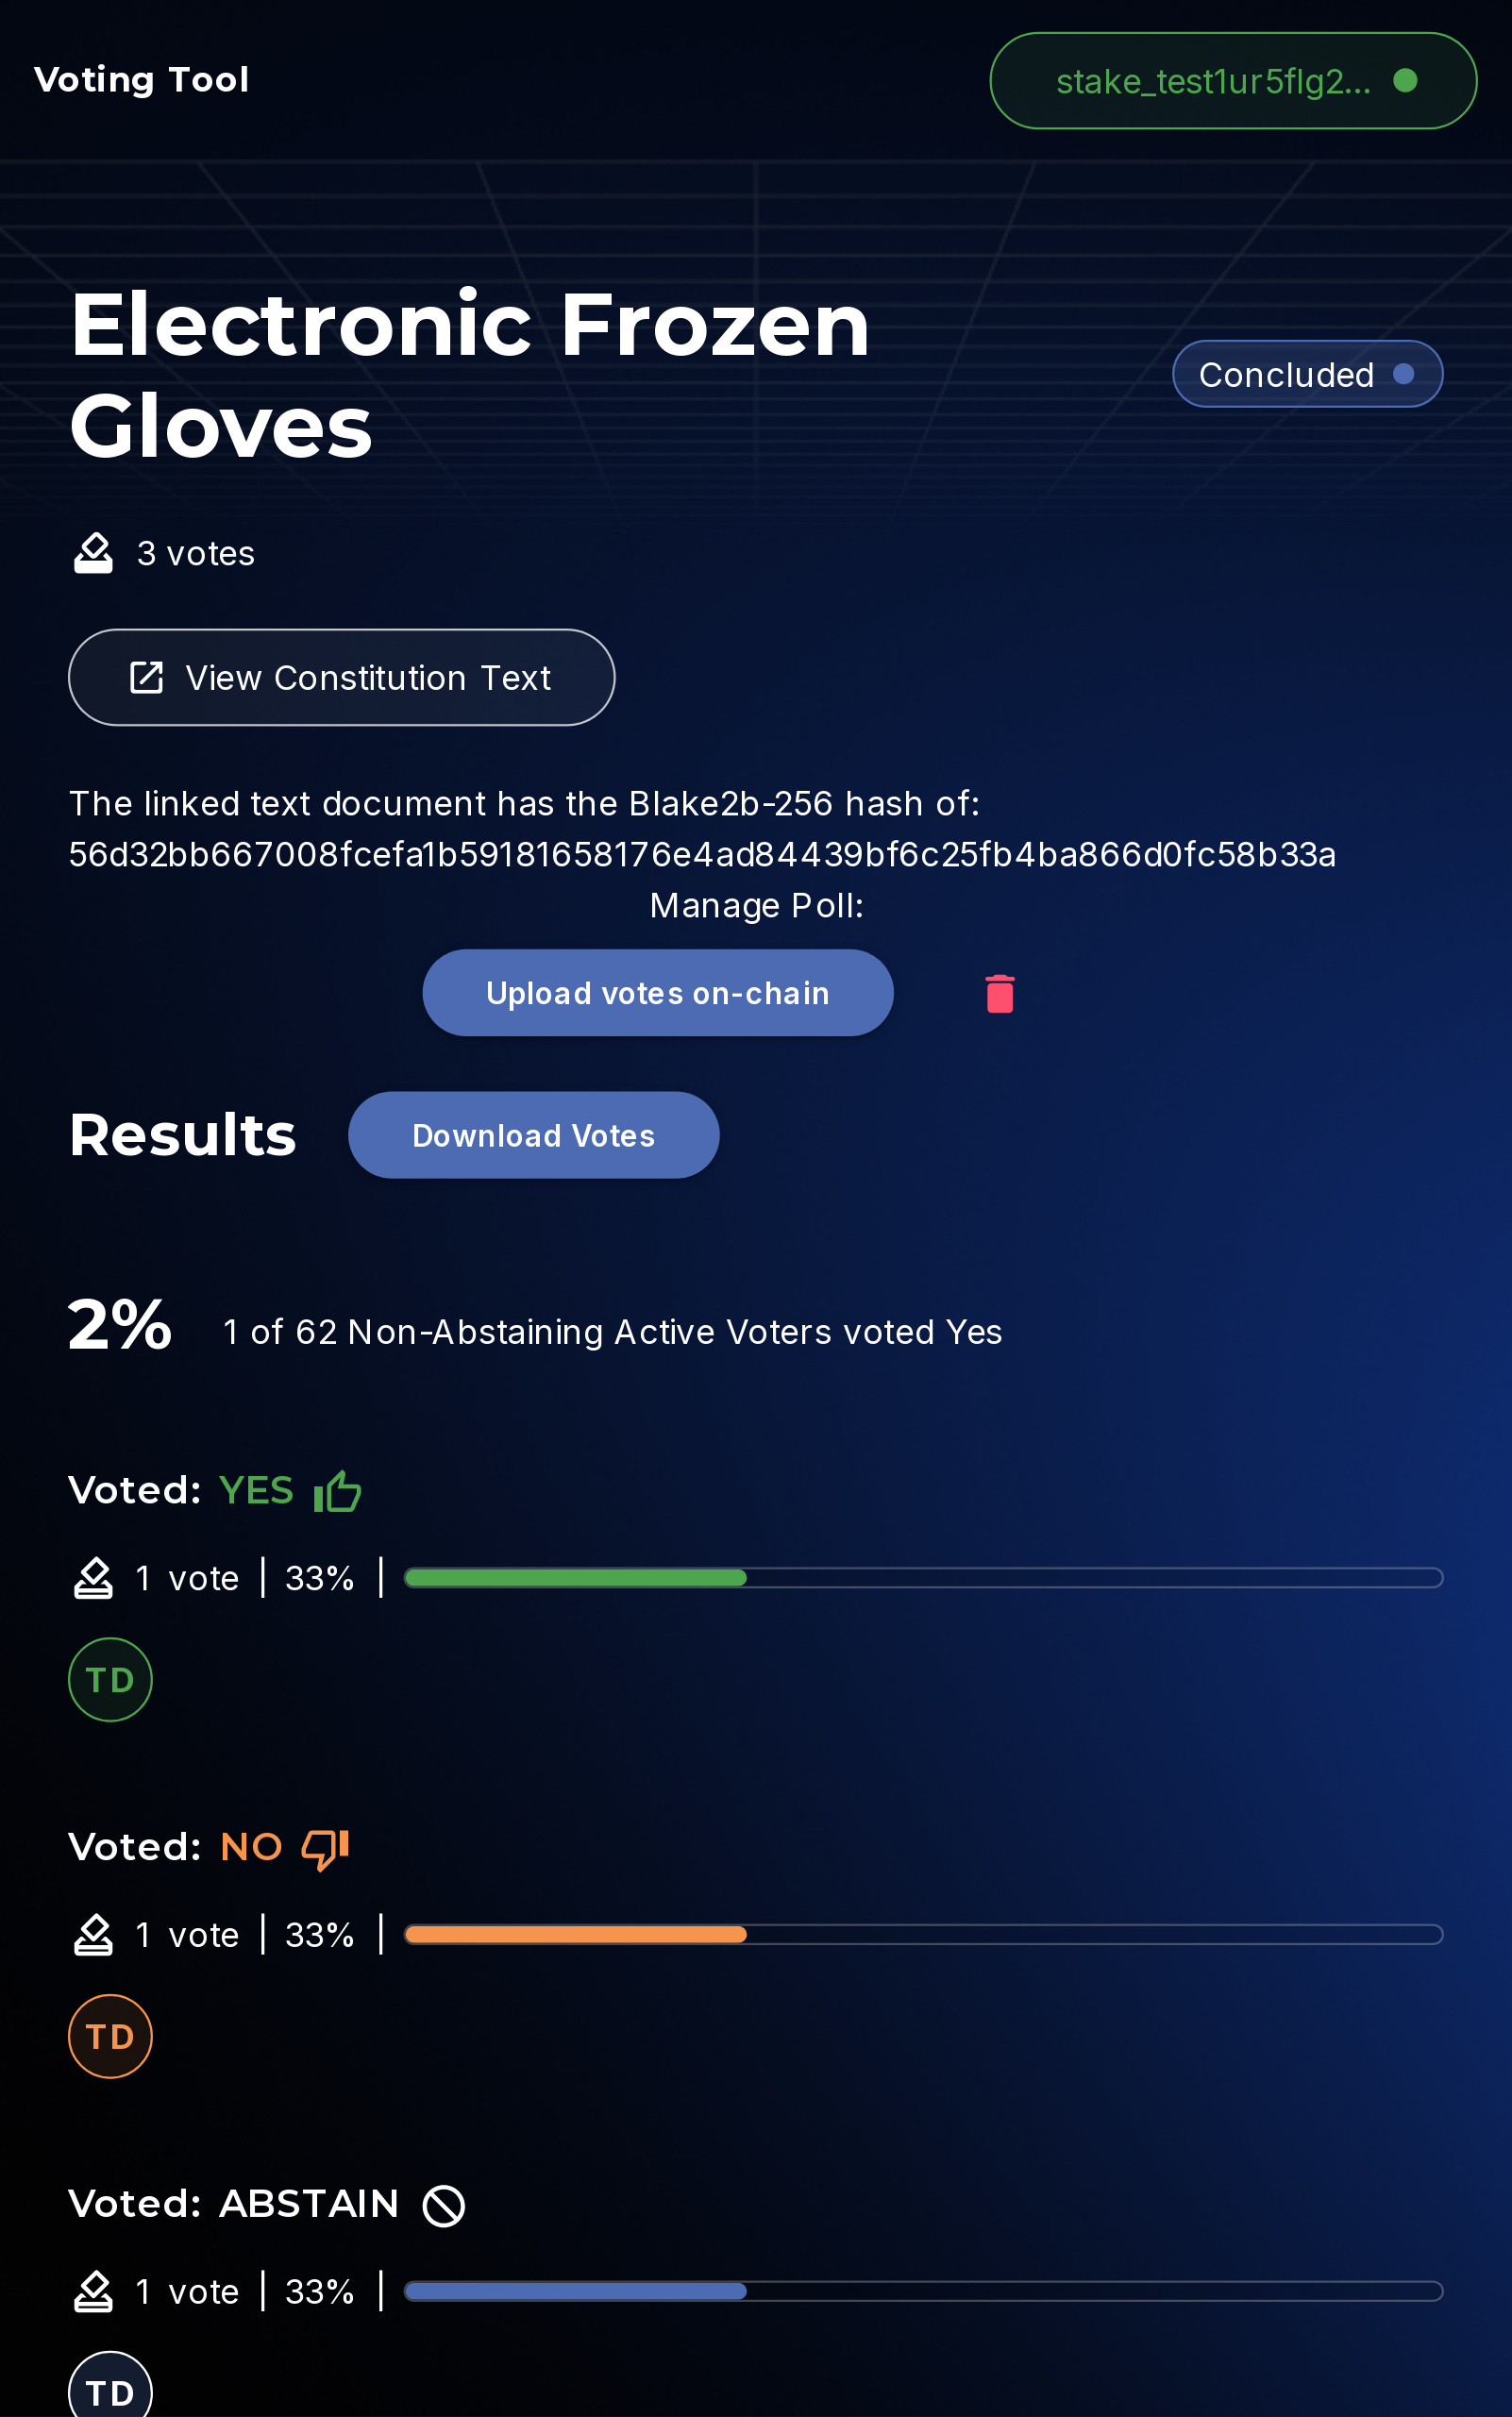 Voting Tool
stake_test1ur5flg2...
Electronic Frozen
Gloves
Concluded
3 votes
View Constitution Text
The linked text document has the Blake2b-256 hash of:
56d32bb667008fcefa1b59181658176e4ad84439bf6c25fb4ba866d0fc58b33a
Manage Poll:
Upload votes on-chain
Results
Download Votes
2%
1 of 62 Non-Abstaining Active Voters voted Yes
Voted: YES
1 vote | 33% |
TD
Voted: NO
1 vote | 33% |
TD
Voted: ABSTAIN
1 vote | 33% |
TD